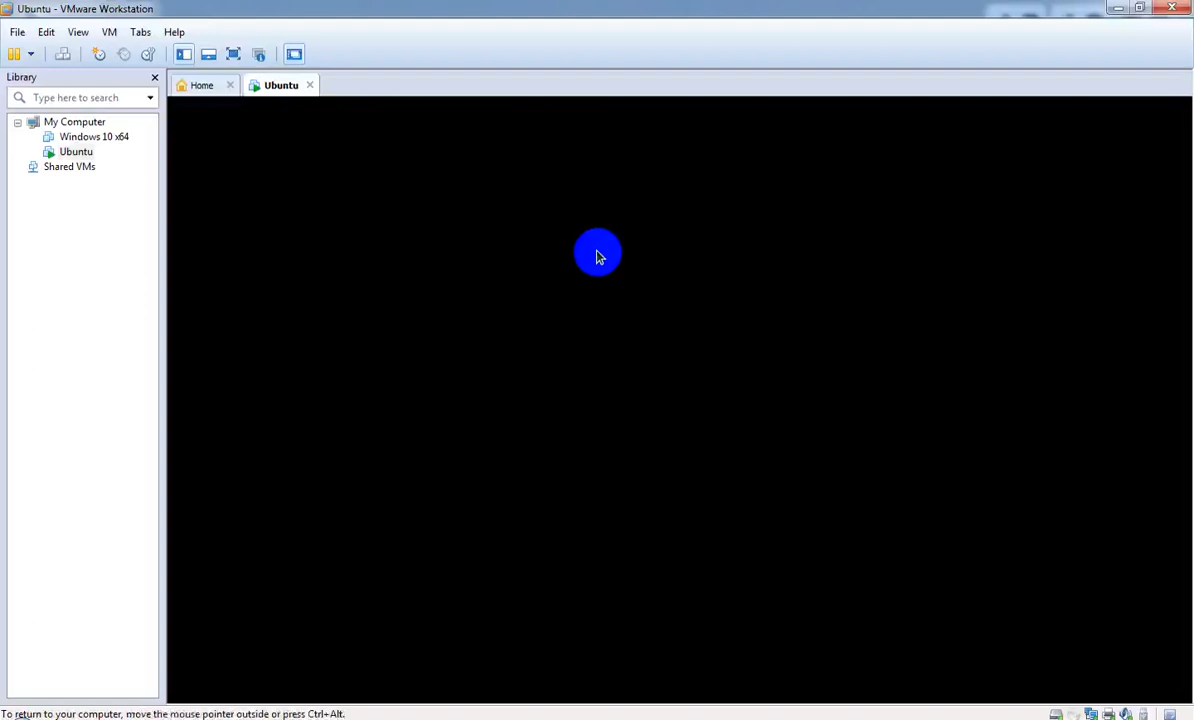 Ubuntu - VMware Workstation
File Edit View VM Tabs Help
Library
Home
Ubuntu
Type here to search
My Computer
Windows 10 x64
Ubuntu
Shared VMs
To return to your computer, move the mouse pointer outside or press Ctrl+Alt.